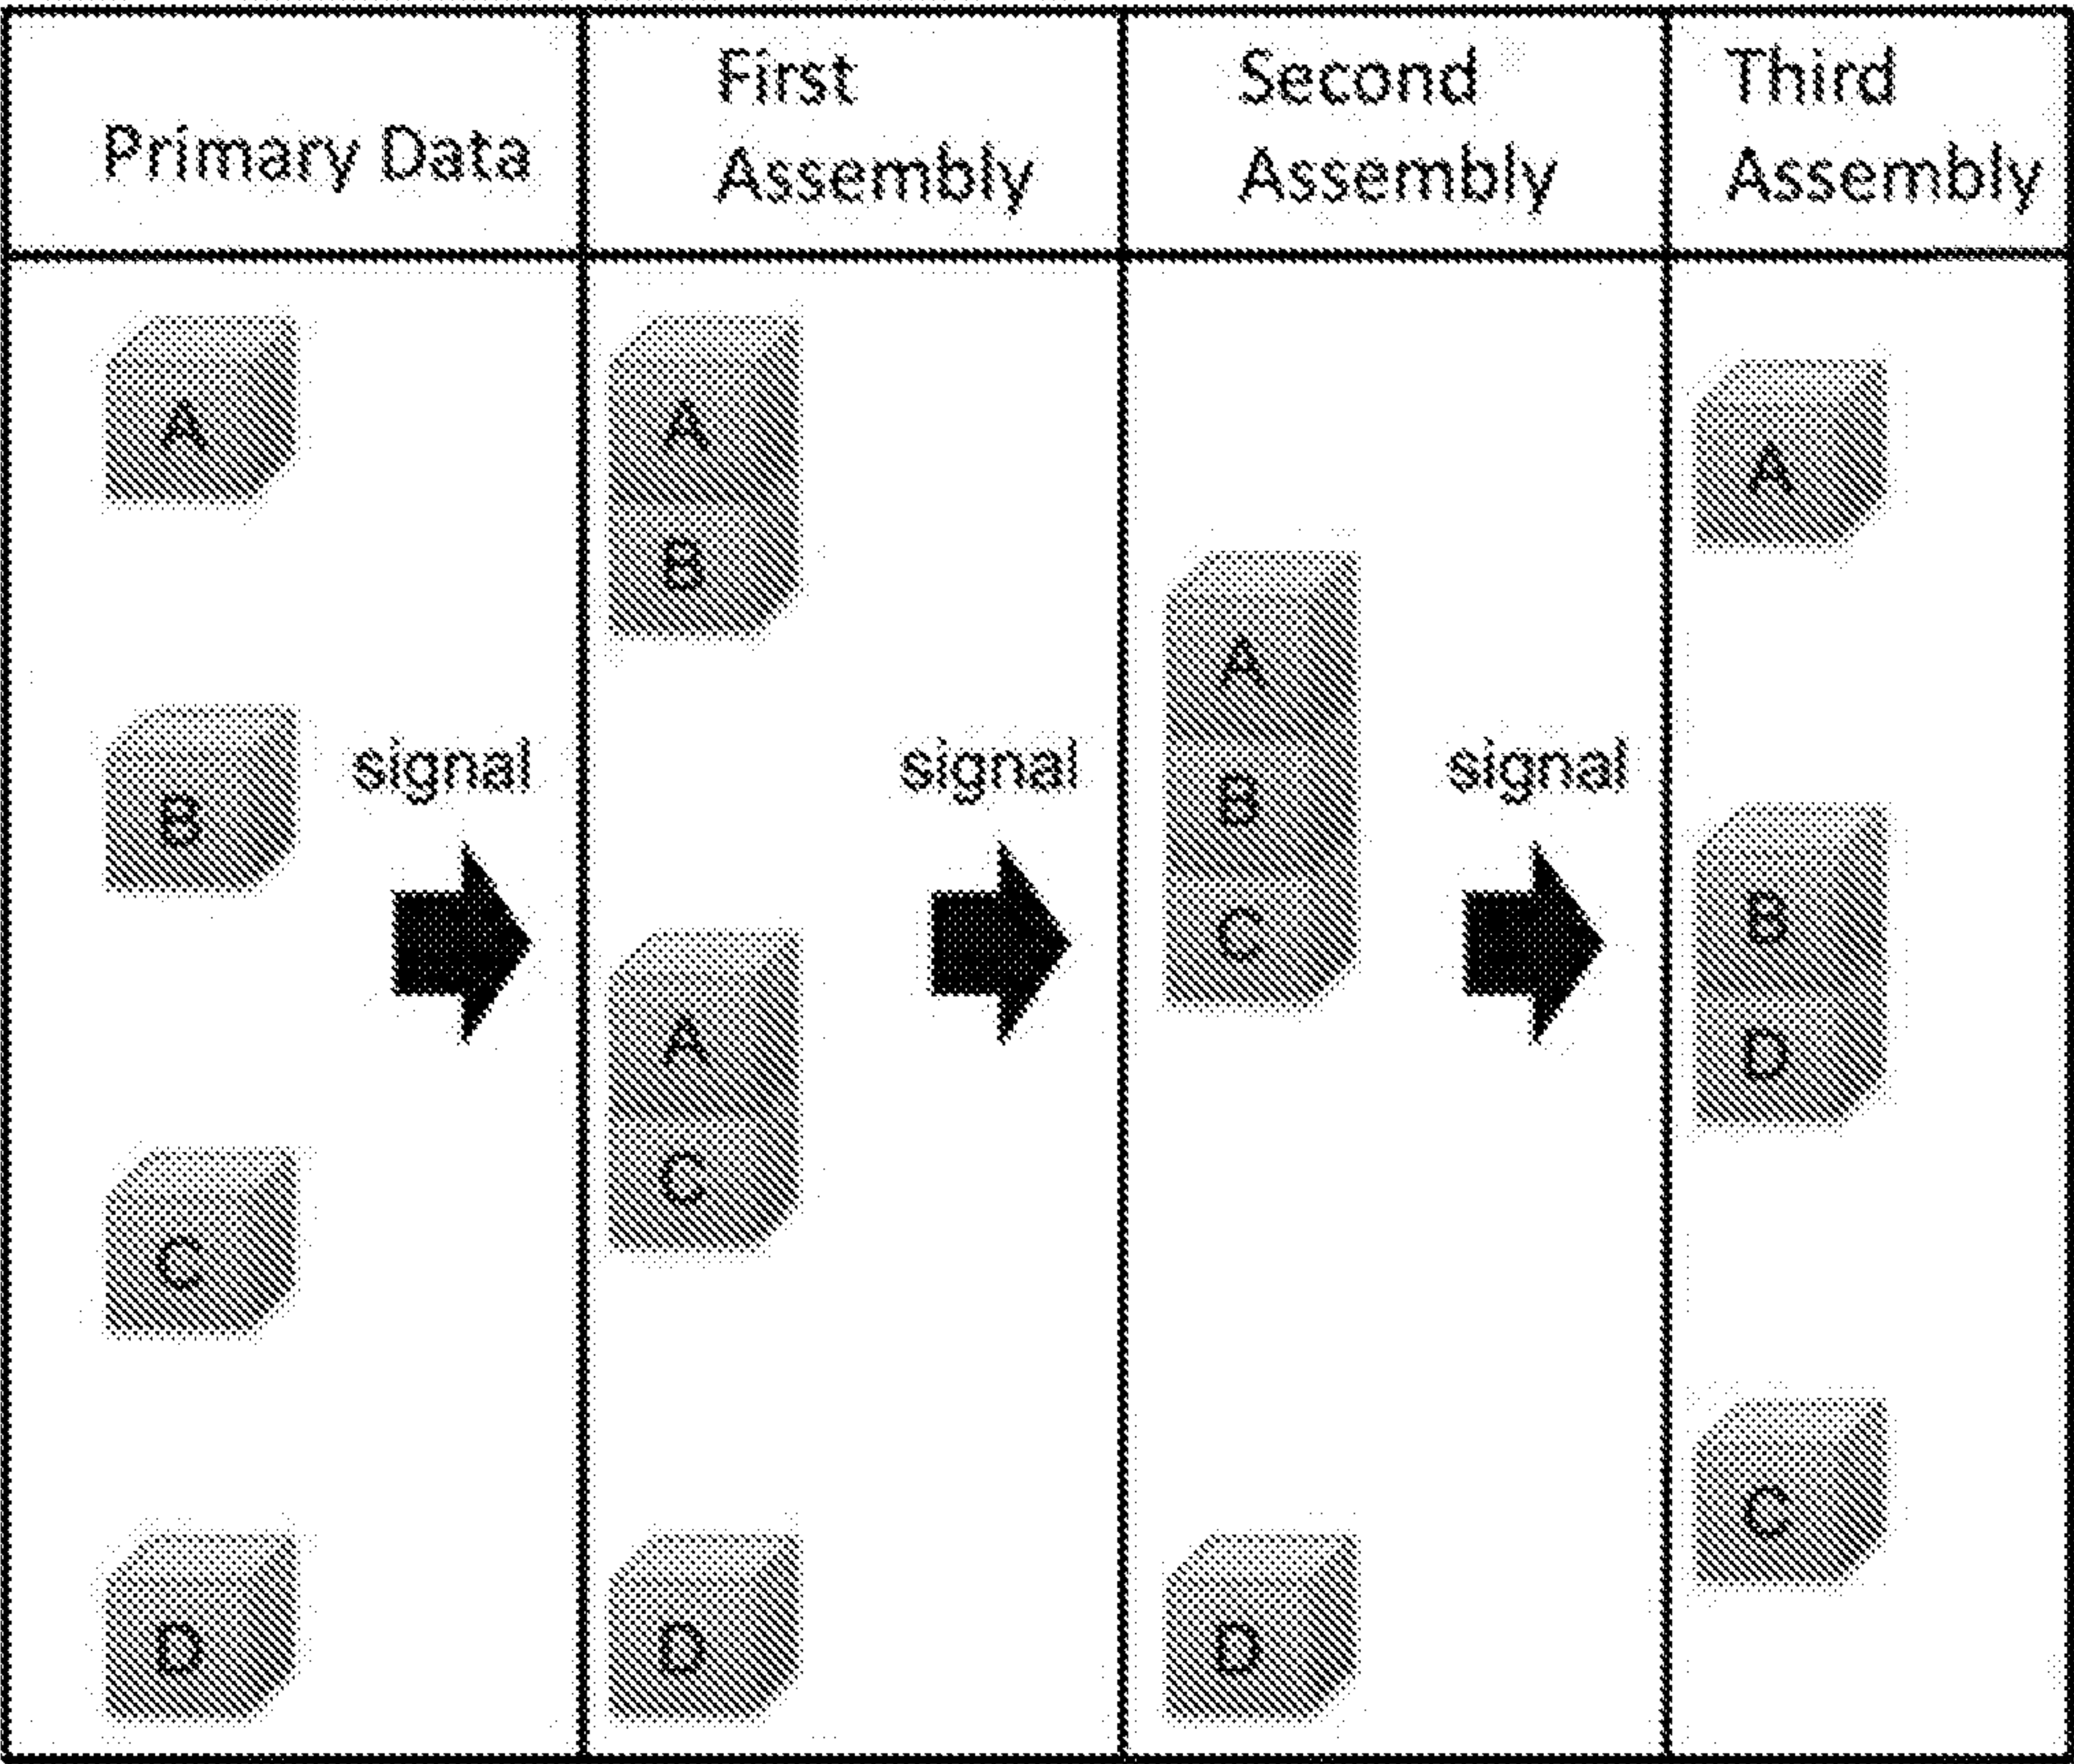 Primary Data
First
Assembly
Second
Assembly
Third
Assembly
A
B
C
D
signal
A
B
A
C
D
signal
A
B
C
D
signal
A
B
D
C